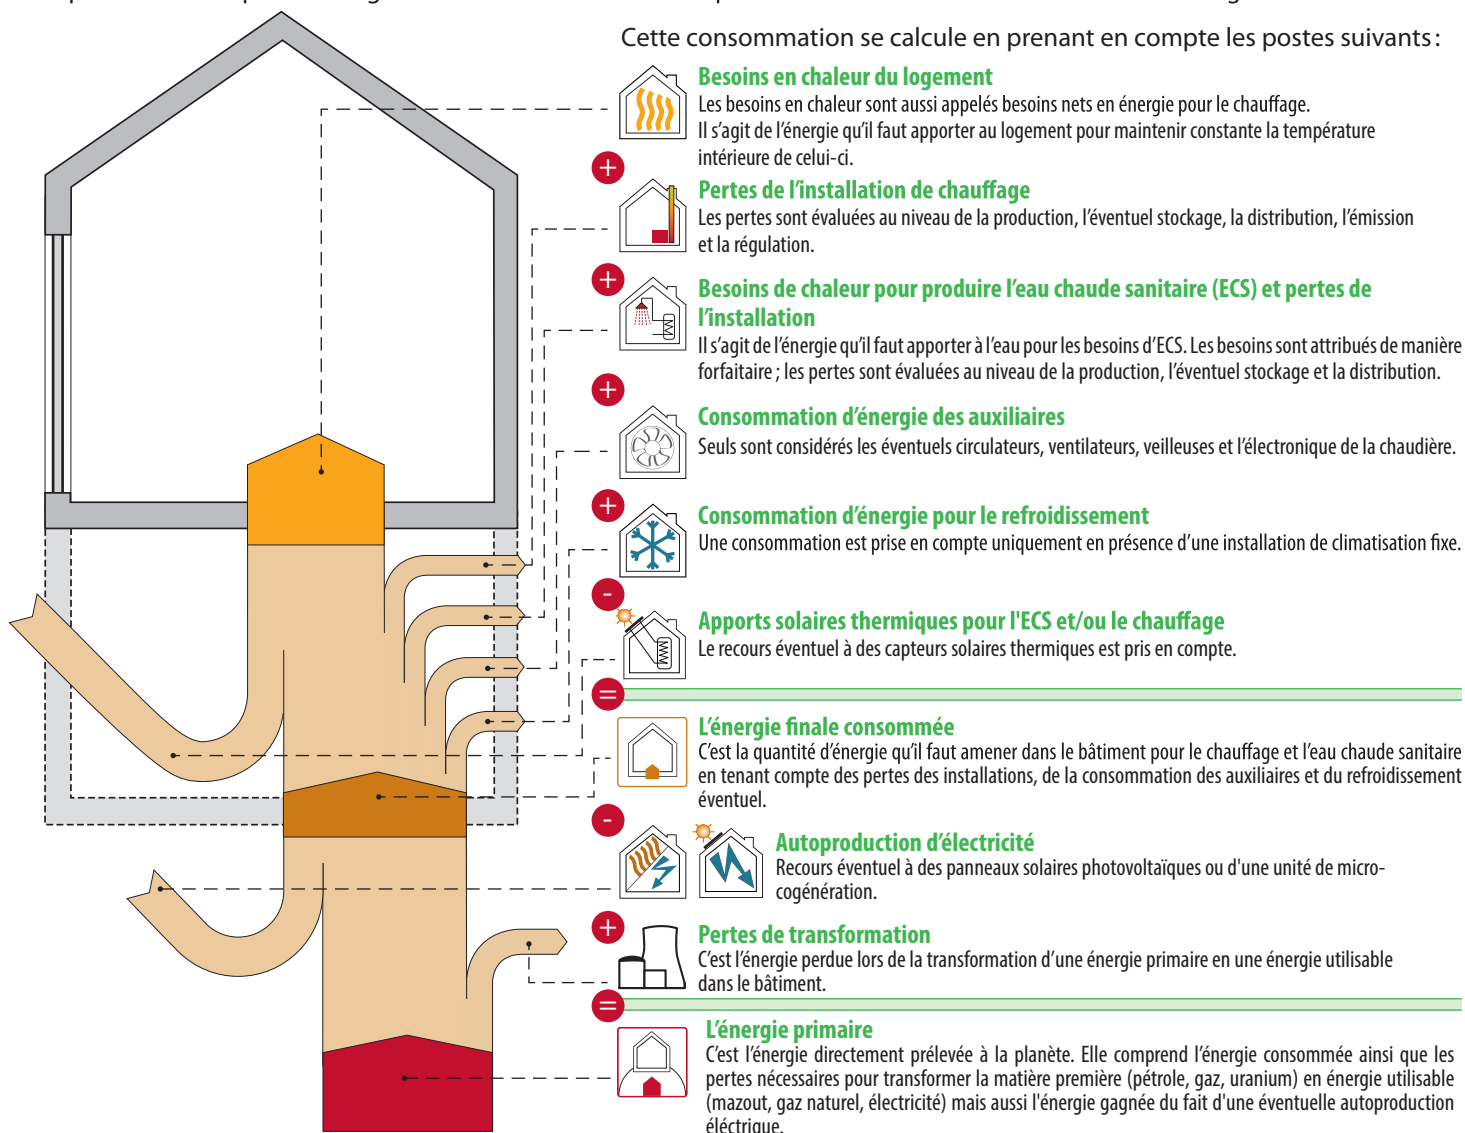 Cette consommation se calcule en prenant en compte les postes suivants :
Besoins en chaleur du logement
Les besoins en chaleur sont aussi appelés besoins nets en énergie pour le chauffage.
Il s’agit de l’énergie qu’il faut apporter au logement pour maintenir constante la température
intérieure de celui-ci.
+
Pertes de l’installation de chauffage
Les pertes sont évaluées au niveau de la production, l’éventuel stockage, la distribution, l’émission
et la régulation.
+
Besoins de chaleur pour produire l’eau chaude sanitaire (ECS) et pertes de
l’installation
Il s’agit de l’énergie qu’il faut apporter à l’eau pour les besoins d’ECS. Les besoins sont attribués de manière
forfaitaire ; les pertes sont évaluées au niveau de la production, l’éventuel stockage et la distribution.
+
Consommation d’énergie des auxiliaires
Seuls sont considérés les éventuels circulateurs, ventilateurs, veilleuses et l’électronique de la chaudière.
+
Consommation d’énergie pour le refroidissement
Une consommation est prise en compte uniquement en présence d’une installation de climatisation fixe.
-
Apports solaires thermiques pour l'ECS et/ou le chauffage
Le recours éventuel à des capteurs solaires thermiques est pris en compte.
=
L’énergie finale consommée
C’est la quantité d’énergie qu’il faut amener dans le bâtiment pour le chauffage et l’eau chaude sanitaire
en tenant compte des pertes des installations, de la consommation des auxiliaires et du refroidissement
éventuel.
-
Autoproduction d’électricité
Recours éventuel à des panneaux solaires photovoltaïques ou d'une unité de micro-
cogénération.
+
Pertes de transformation
C’est l’énergie perdue lors de la transformation d’une énergie primaire en une énergie utilisable
dans le bâtiment.
=
L’énergie primaire
C’est l’énergie directement prélevée à la planète. Elle comprend l’énergie consommée ainsi que les
pertes nécessaires pour transformer la matière première (pétrole, gaz, uranium) en énergie utilisable
(mazout, gaz naturel, électricité) mais aussi l'énergie gagnée du fait d'une éventuelle autoproduction
éléctrique.